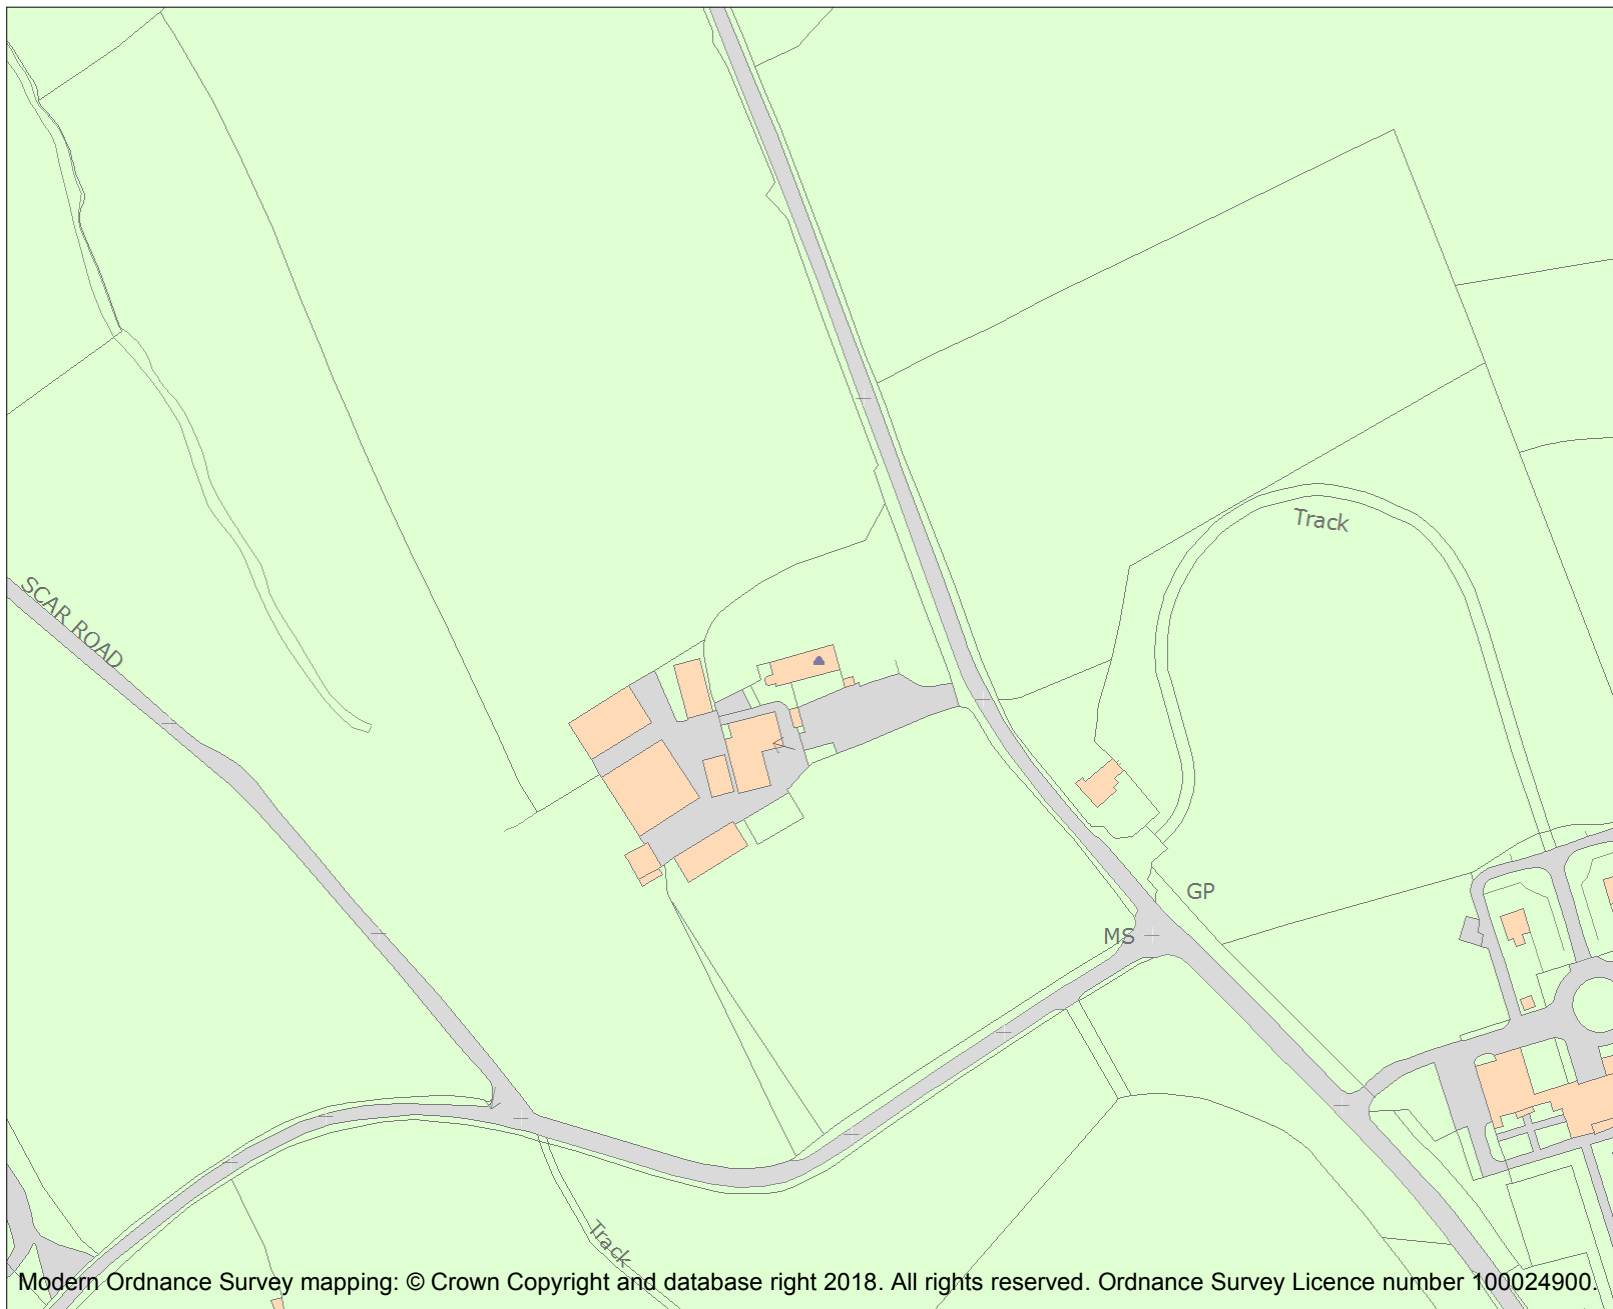 Track
SCAR ROAD
GP
MS
Track
Modern Ordnance Survey mapping: © Crown Copyright and database right 2018. All rights reserved. Ordnance Survey Licence number 100024900.